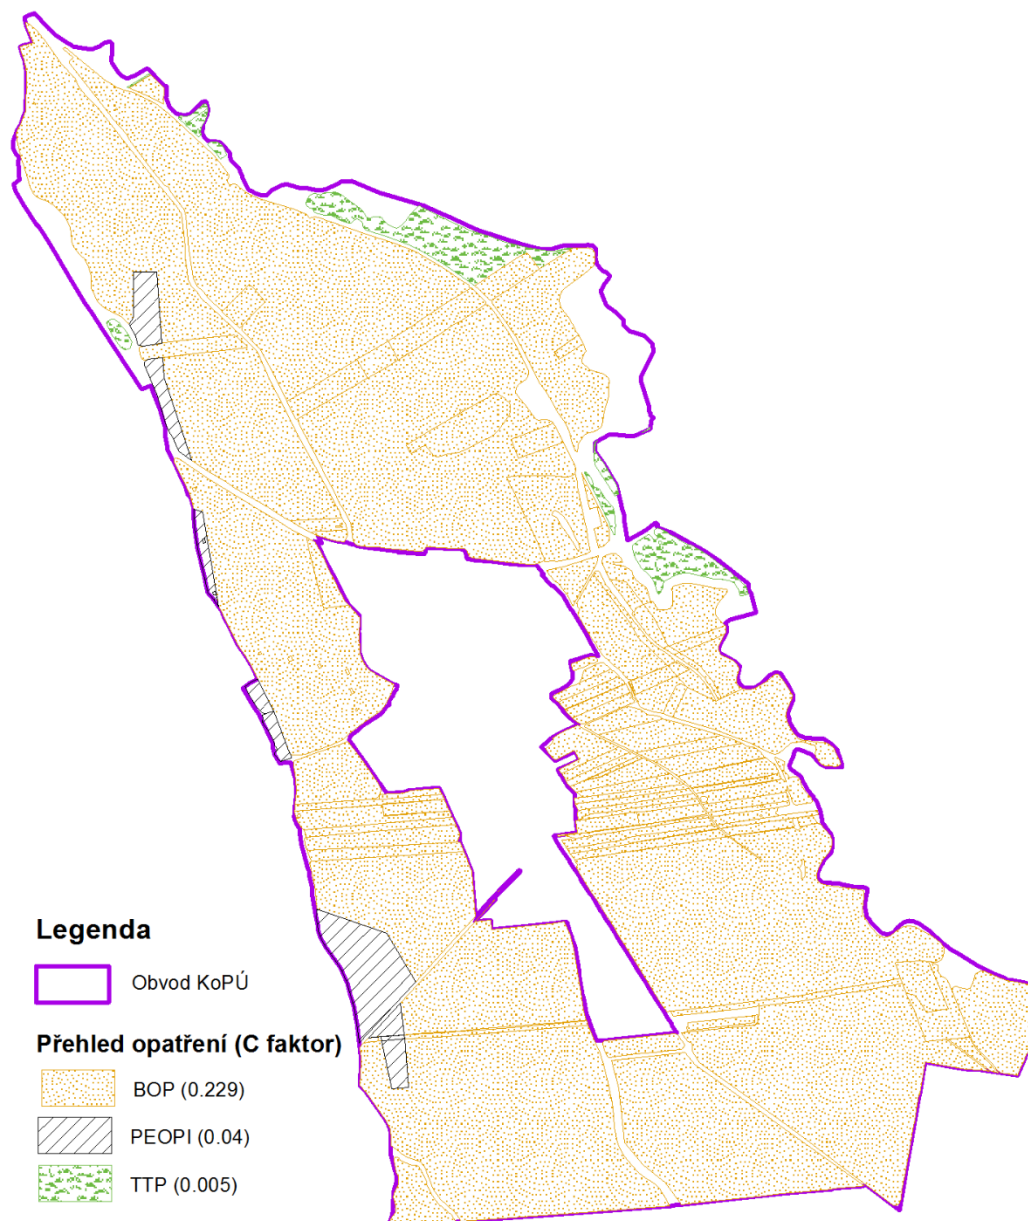 Legenda
Obvod KoPÚ
Přehled opatření (C faktor)
BOP (0.229)
PEOPI (0.04)
TTP (0.005)